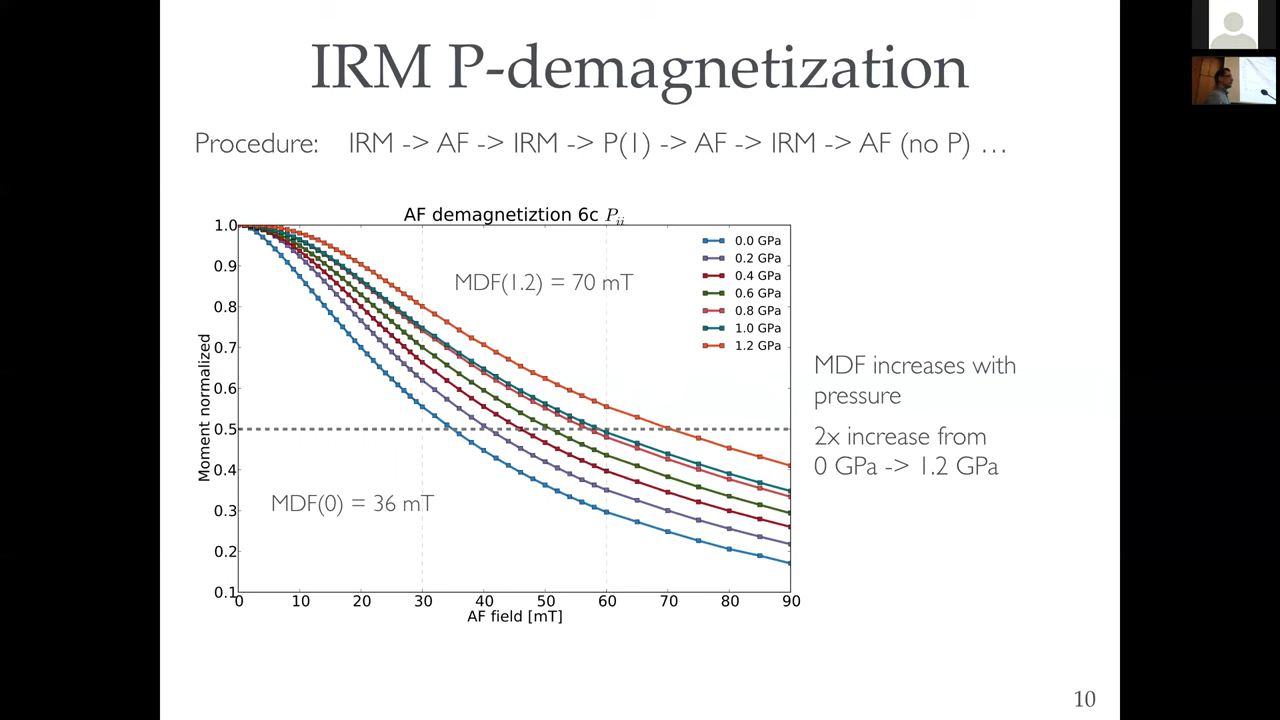 IRM P-demagnetization
Procedure: IRM -> AF -> IRM -> P(1) -> AF -> IRM -> AF (no P) …
AF demagnetiztion 6c P_ii
1.0
0.9
0.8
0.7
0.6
0.5
0.4
0.3
0.2
0.1
Moment normalized
0 10 20 30 40 50 60 70 80 90
AF field [mT]
0.0 GPa
0.2 GPa
0.4 GPa
0.6 GPa
0.8 GPa
1.0 GPa
1.2 GPa
MDF(1.2) = 70 mT
MDF(0) = 36 mT
MDF increases with
pressure
2x increase from
0 GPa -> 1.2 GPa
10